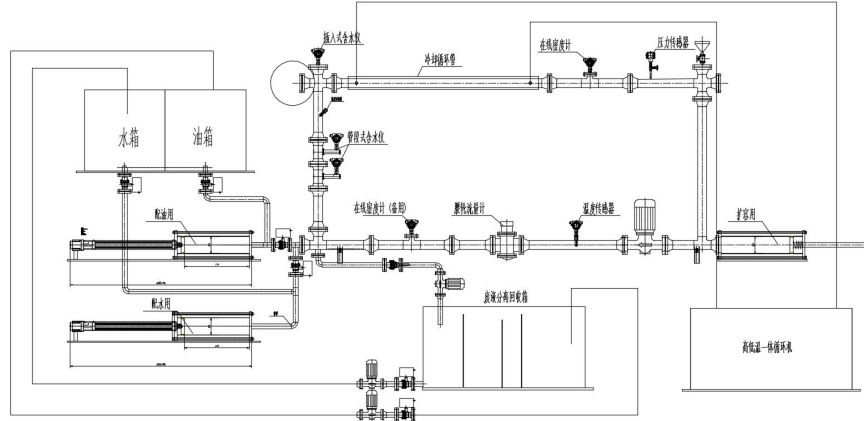 插入式含水仪
冷却循环管
在线密度计
压力传感器
水箱
油箱
管段式含水仪
配油用
在线密度计(备用)
腰轮流量计
温度传感器
扩容用
配水用
废液分离回收箱
高低温一体循环机